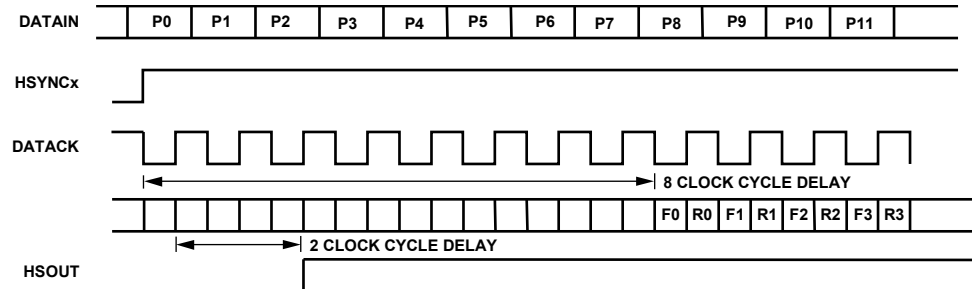 DATAIN P0 P1 P2 P3 P4 P5 P6 P7 P8 P9 P10 P11
HSYNCx
DATACK
8 CLOCK CYCLE DELAY
F0 R0 F1 R1 F2 R2 F3 R3
2 CLOCK CYCLE DELAY
HSOUT